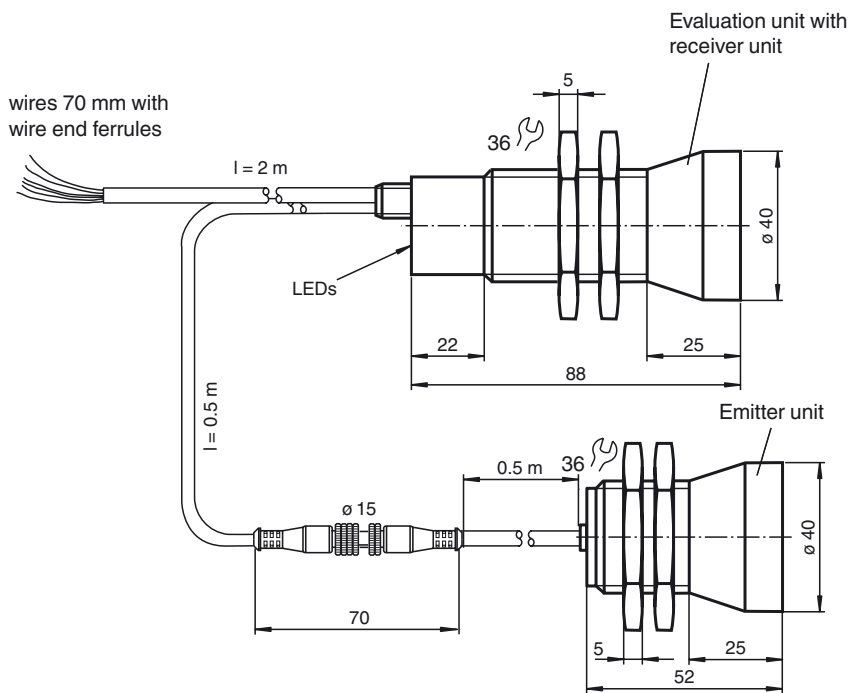 Evaluation unit with
receiver unit
wires 70 mm with
wire end ferrules
5
36
l = 2 m
ø 40
LEDs
22
25
88
Emitter unit
l = 0.5 m
0.5 m
36
ø 15
ø 40
70
5
25
52